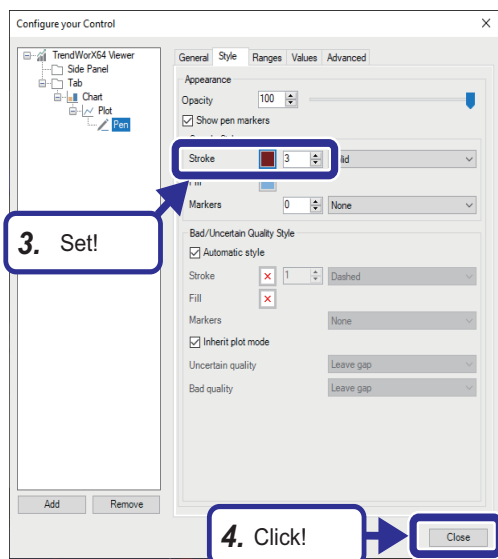 Configure your Control
TrendWorX64 Viewer
Side Panel
Tab
Chart
Plot
Pen
General Style Ranges Values Advanced
Appearance
Opacity 100
Show pen markers
Stroke 3
Markers 0 None
3. Set!
Bad/Uncertain Quality Style
Automatic style
Stroke 1 Dashed
Fill
Markers None
Inherit plot mode
Uncertain quality Leave gap
Bad quality Leave gap
Add Remove
4. Click!
Close